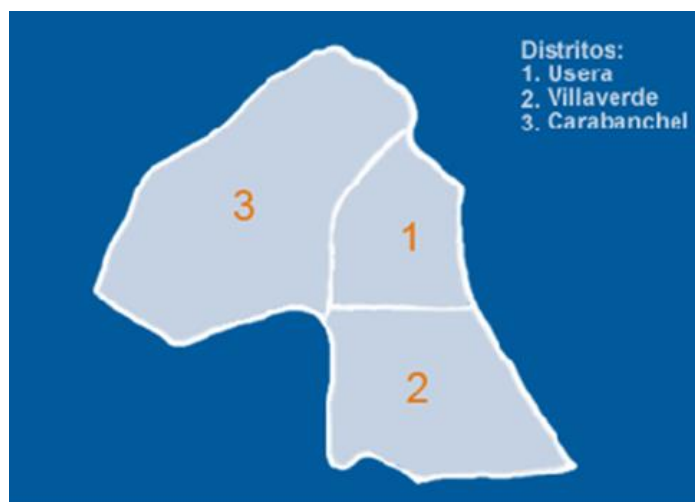 Distritos:
1. Usera
2. Villaverde
3. Carabanchel
3
1
2